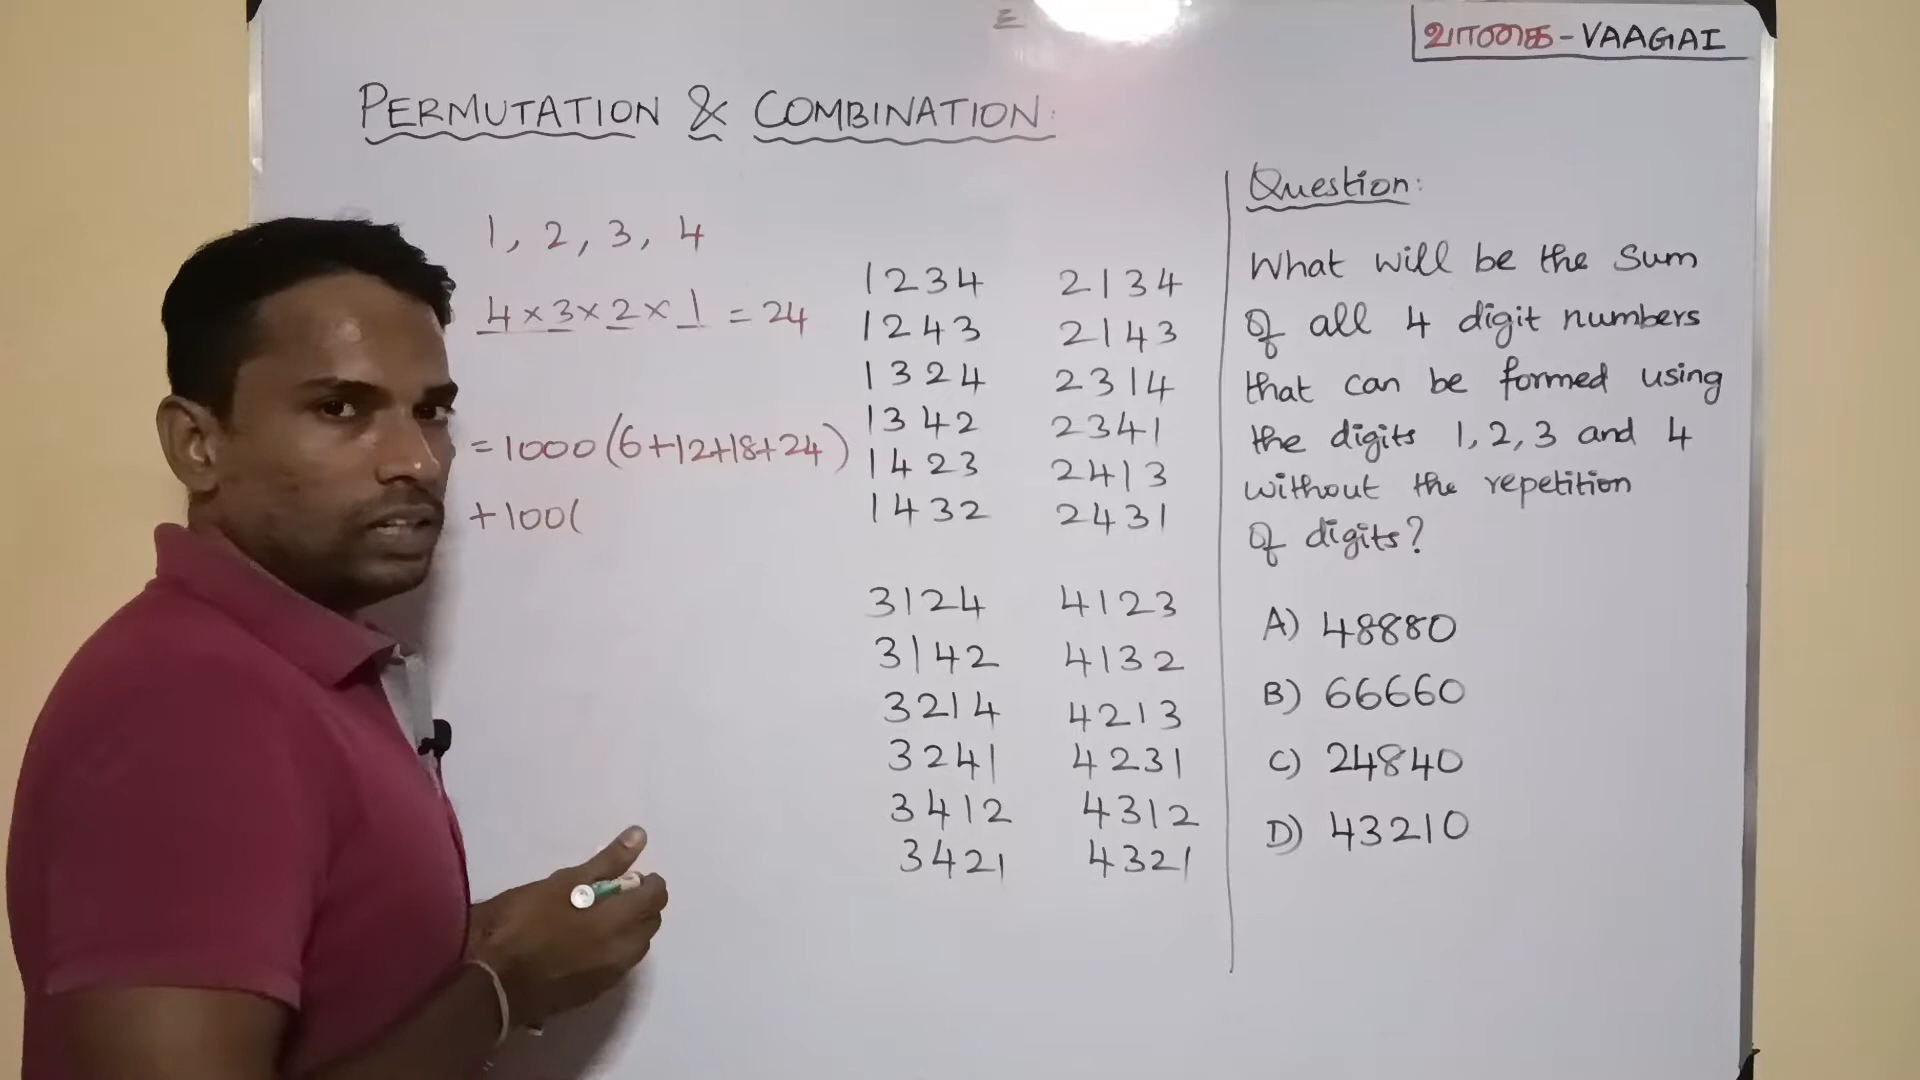 வாகை - VAAGAI
PERMUTATION & COMBINATION:
1, 2, 3, 4
4 × 3 × 2 × 1 = 24
= 1000 (6+12+18+24)
+100(
1234 2134
1243 2143
1324 2314
1342 2341
1423 2413
1432 2431
3124 4123
3142 4132
3214 4213
3241 4231
3412 4312
3421 4321
Question:
What will be the Sum
Of all 4 digit numbers
that can be formed using
the digits 1, 2, 3 and 4
without the repetition
Of digits?
A) 48880
B) 66660
C) 24840
D) 43210